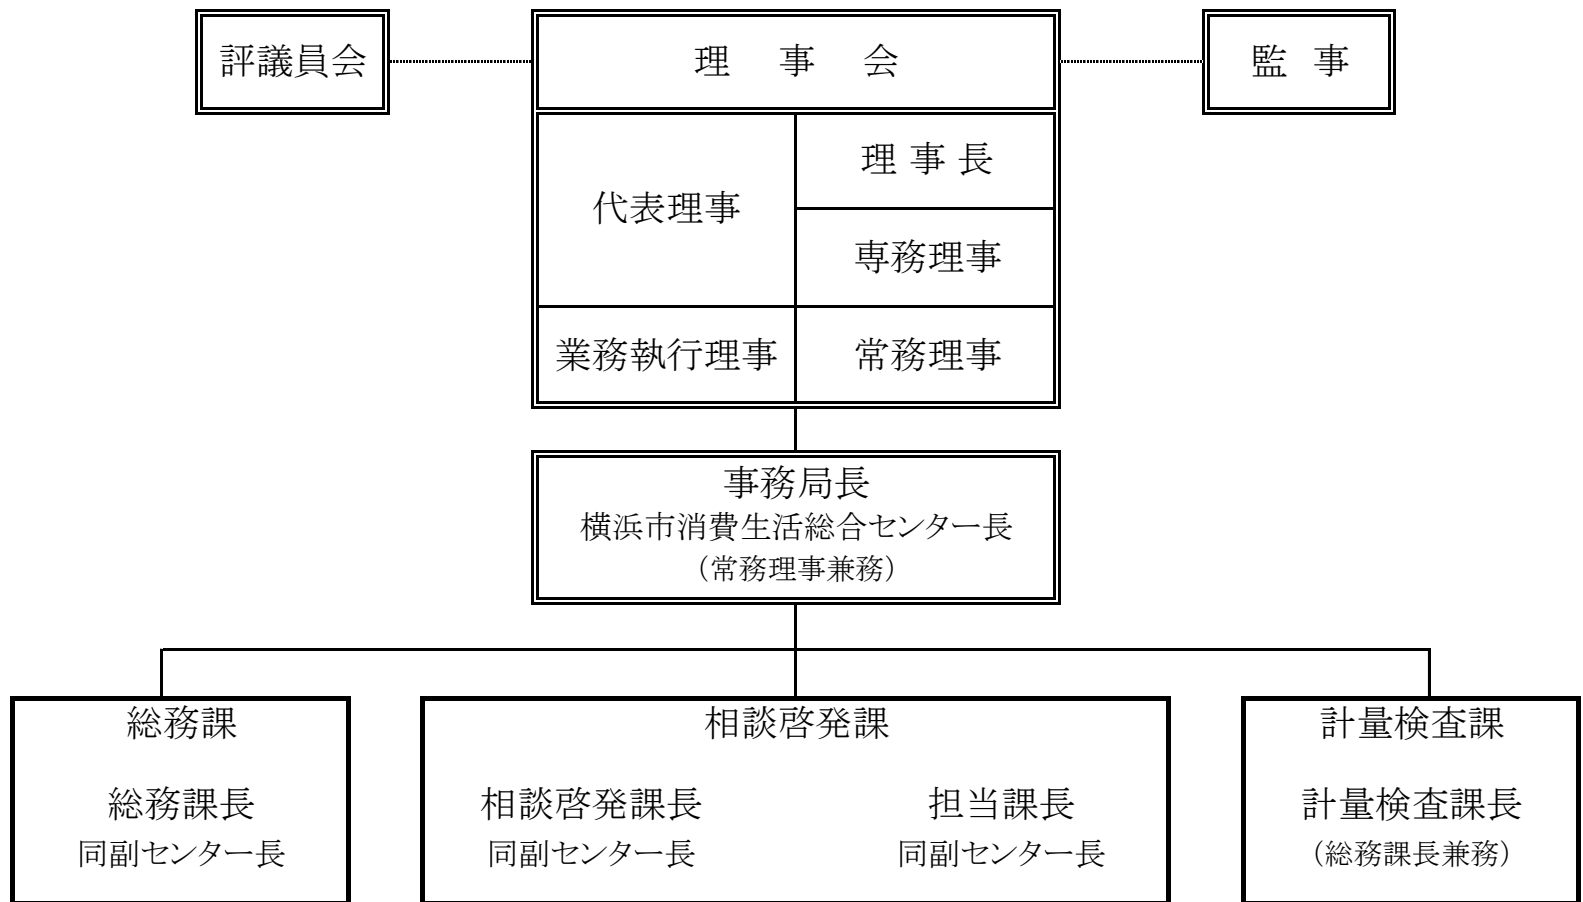 評議員会
理 事 会
監 事
代表理事
理 事 長
専務理事
業務執行理事
常務理事
事務局長
横浜市消費生活総合センター長
（常務理事兼務）
総務課
総務課長
同副センター長
相談啓発課
相談啓発課長
同副センター長
担当課長
同副センター長
計量検査課
計量検査課長
（総務課長兼務）